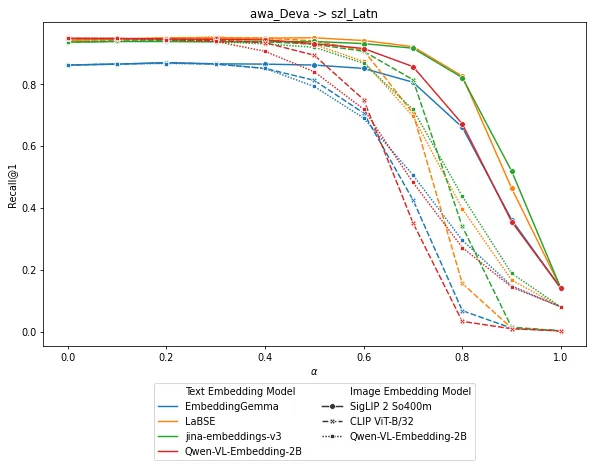 awa_Deva -> szl_Latn
Recall@1
0.8
0.6
0.4
0.2
0.0
0.0 0.2 0.4 0.6 0.8 1.0
α
Text Embedding Model Image Embedding Model
EmbeddingGemma SigLIP 2 So400m
LaBSE CLIP ViT-B/32
jina-embeddings-v3 Qwen-VL-Embedding-2B
Qwen-VL-Embedding-2B